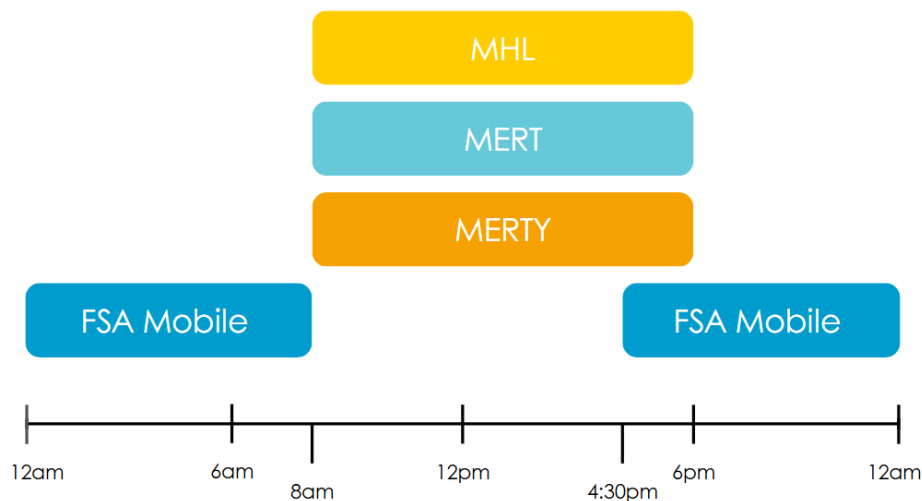 MHL
MERT
MERTY
FSA Mobile
FSA Mobile
12am
6am
8am
12pm
4:30pm
6pm
12am